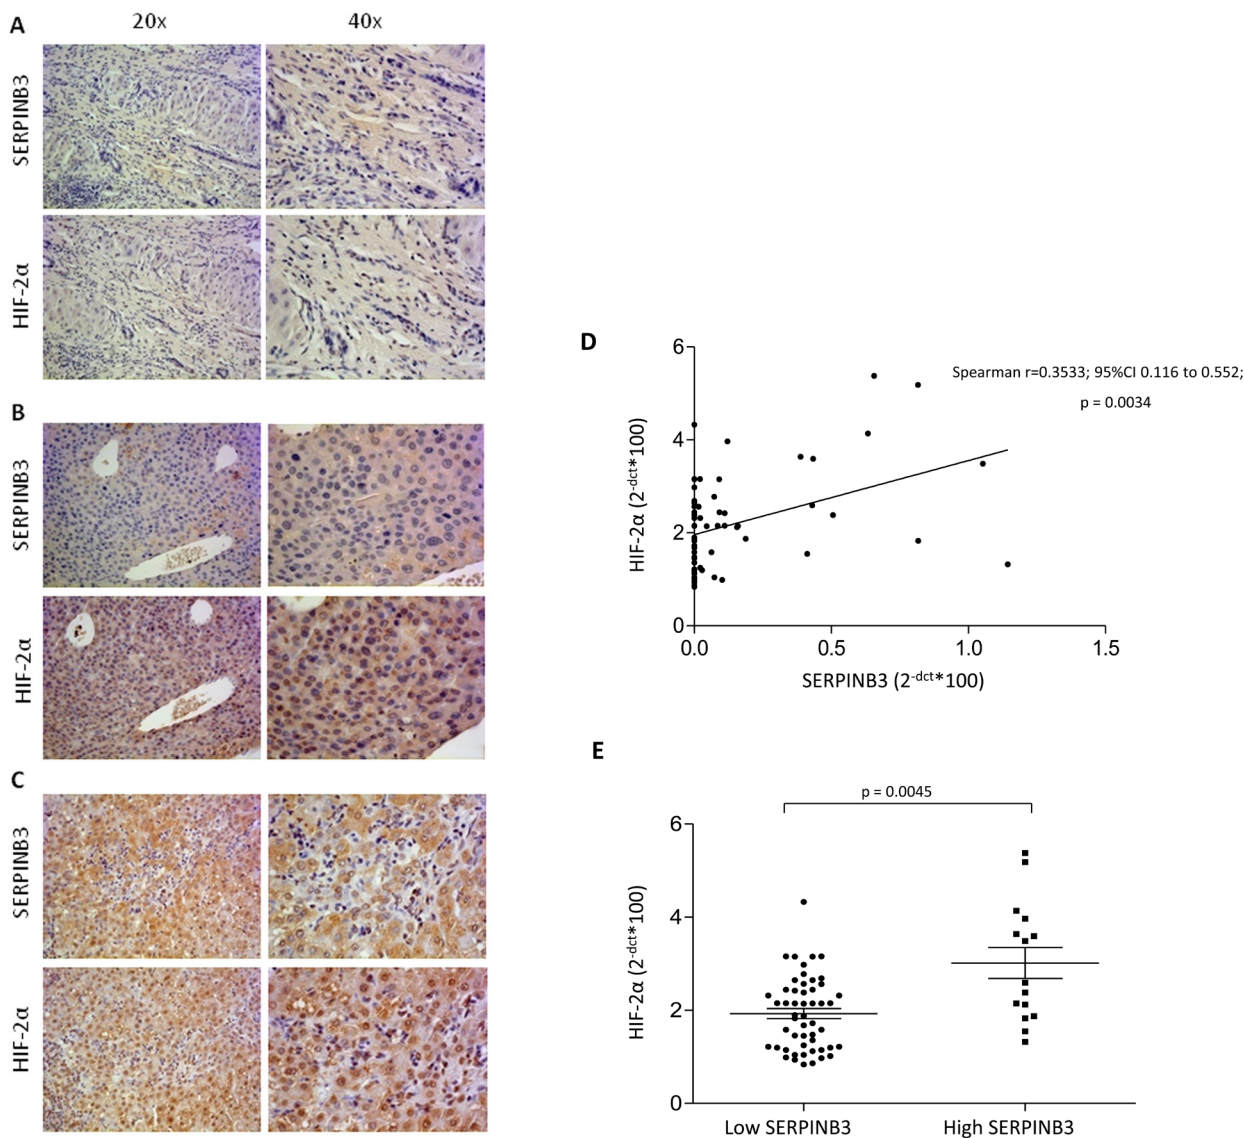 A
20x
40x
SERPINB3
HIF-2α
B
SERPINB3
HIF-2α
C
SERPINB3
HIF-2α
D
Spearman r=0.3533; 95%CI 0.116 to 0.552;
p = 0.0034
HIF-2α (2-dct*100)
6
4
2
0
0.0
0.5
1.0
1.5
SERPINB3 (2-dct*100)
E
p = 0.0045
HIF-2α (2-dct*100)
6
4
2
0
Low SERPINB3
High SERPINB3